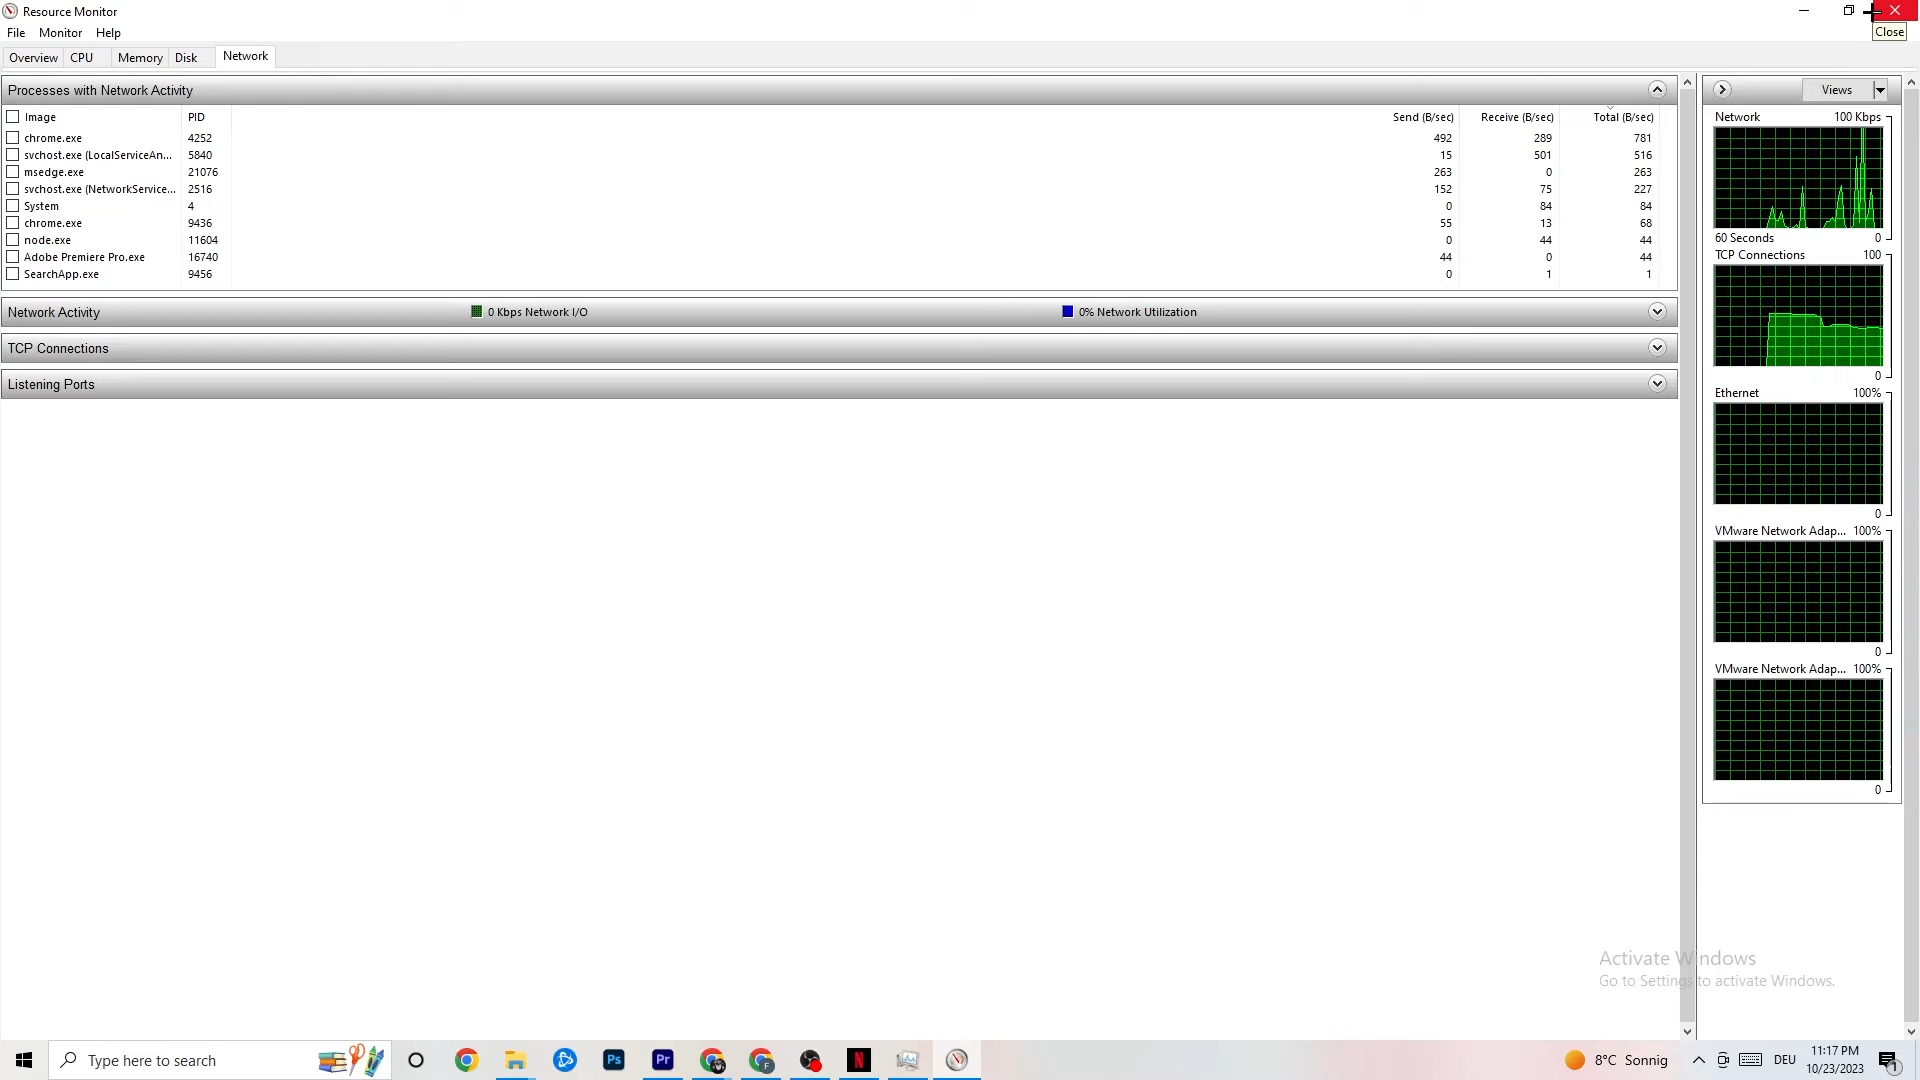 Resource Monitor
Close
File Monitor Help
Overview CPU Memory Disk Network
Processes with Network Activity
Image PID Send (B/sec) Receive (B/sec) Total (B/sec)
chrome.exe 4252 492 289 781
svchost.exe (LocalServiceAn... 5840 15 501 516
msedge.exe 21076 263 0 263
svchost.exe (NetworkService... 2516 152 75 227
System 4 0 84 84
chrome.exe 9436 55 13 68
node.exe 11604 0 44 44
Adobe Premiere Pro.exe 16740 44 0 44
SearchApp.exe 9456 0 1 1
Network Activity 0 Kbps Network I/O 0% Network Utilization
TCP Connections
Listening Ports
Views
Network 100 Kbps
60 Seconds 0
TCP Connections 100
0
Ethernet 100%
0
VMware Network Adap... 100%
0
VMware Network Adap... 100%
0
Activate Windows
Go to Settings to activate Windows.
Type here to search
Ps
Pr
F
N
8°C Sonnig
DEU
11:17 PM
10/23/2023
1